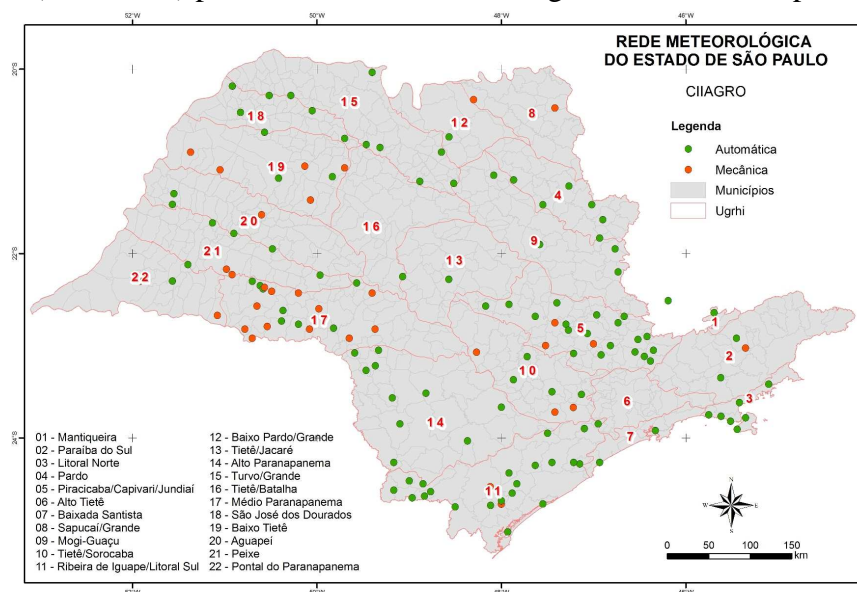 REDE METEOROLÓGICA
DO ESTADO DE SÃO PAULO
CIIAGRO
Legenda
Automática
Mecânica
Municípios
Ugrhi
52°W
50°W
48°W
46°W
20°S
20°S
22°S
22°S
24°S
24°S
15
18
12
8
19
4
20
16
9
21
13
22
17
5
1
2
10
3
6
14
7
11
01 - Mantiqueira
02 - Paraíba do Sul
03 - Litoral Norte
04 - Pardo
05 - Piracicaba/Capivari/Jundiaí
06 - Alto Tietê
07 - Baixada Santista
08 - Sapucaí/Grande
09 - Mogi-Guaçu
10 - Tietê/Sorocaba
11 - Ribeira de Iguape/Litoral Sul
12 - Baixo Pardo/Grande
13 - Tietê/Jacaré
14 - Alto Paranapanema
15 - Turvo/Grande
16 - Tietê/Batalha
17 - Médio Paranapanema
18 - São José dos Dourados
19 - Baixo Tietê
20 - Aguapeí
21 - Peixe
22 - Pontal do Paranapanema
N
W
E
S
0 50 100 150
km